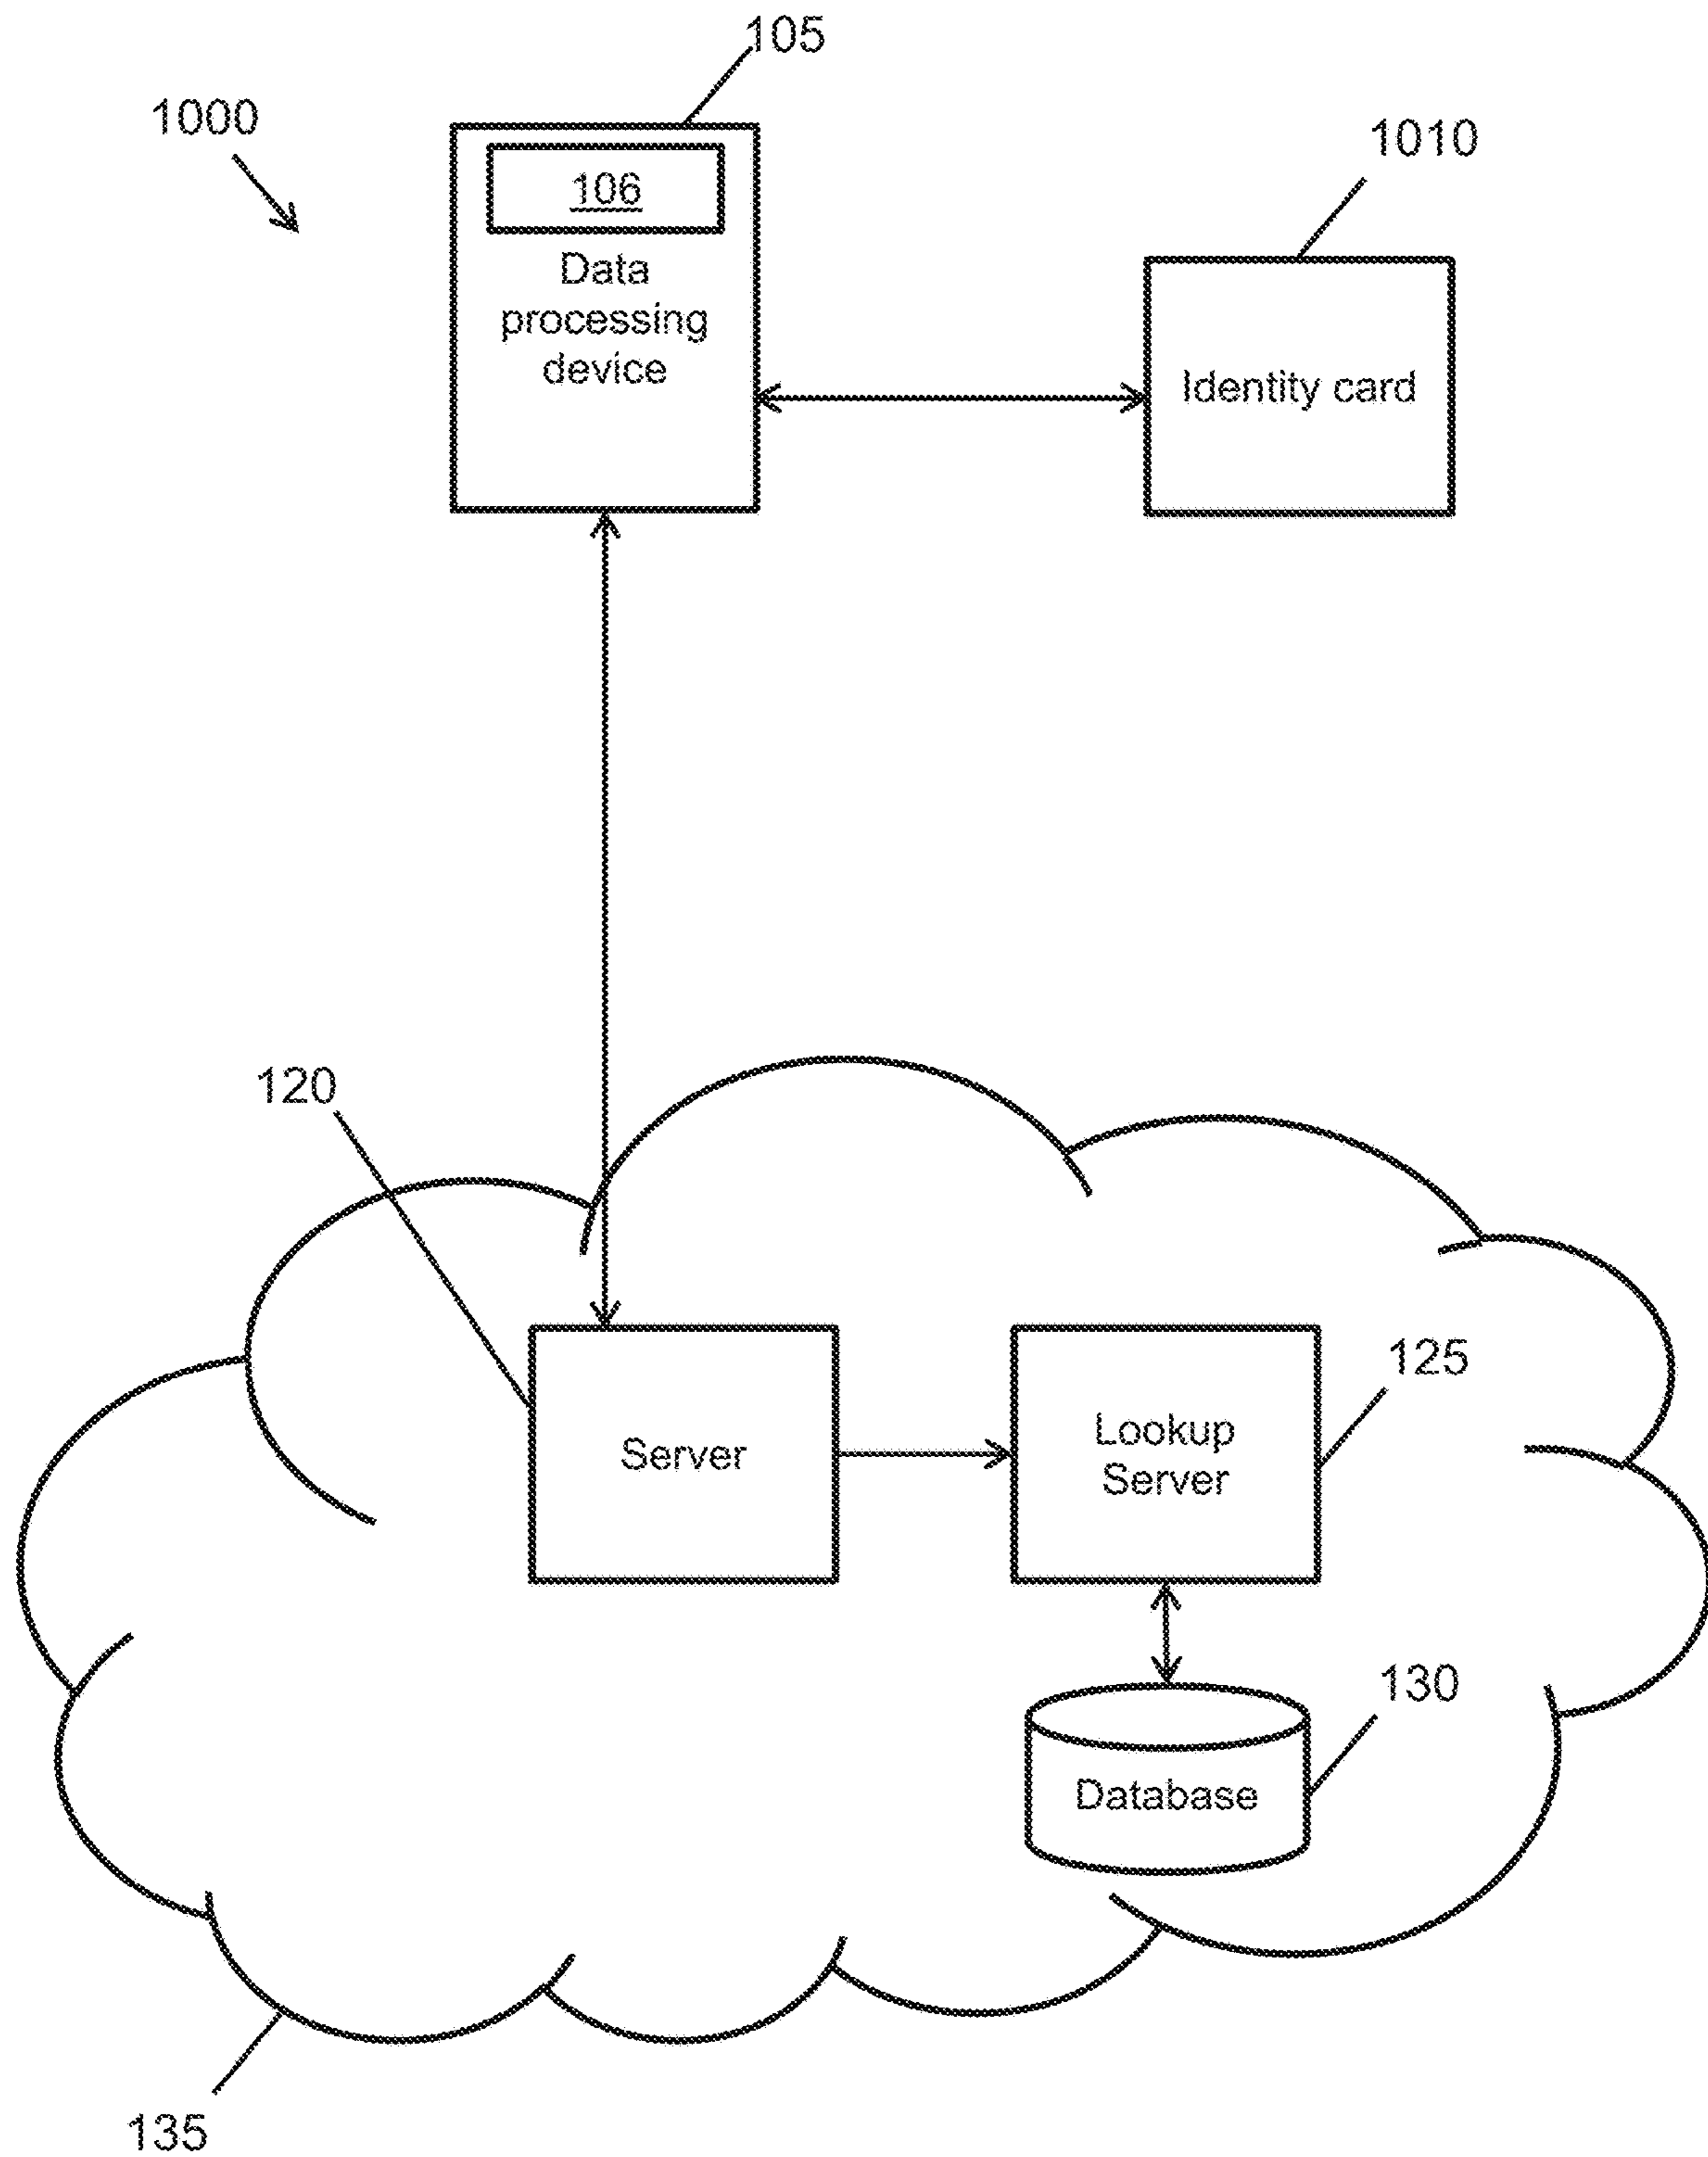 105
1000
1010
106
Data
processing
device
Identity card
120
125
Lookup
Server
Server
130
Database
135